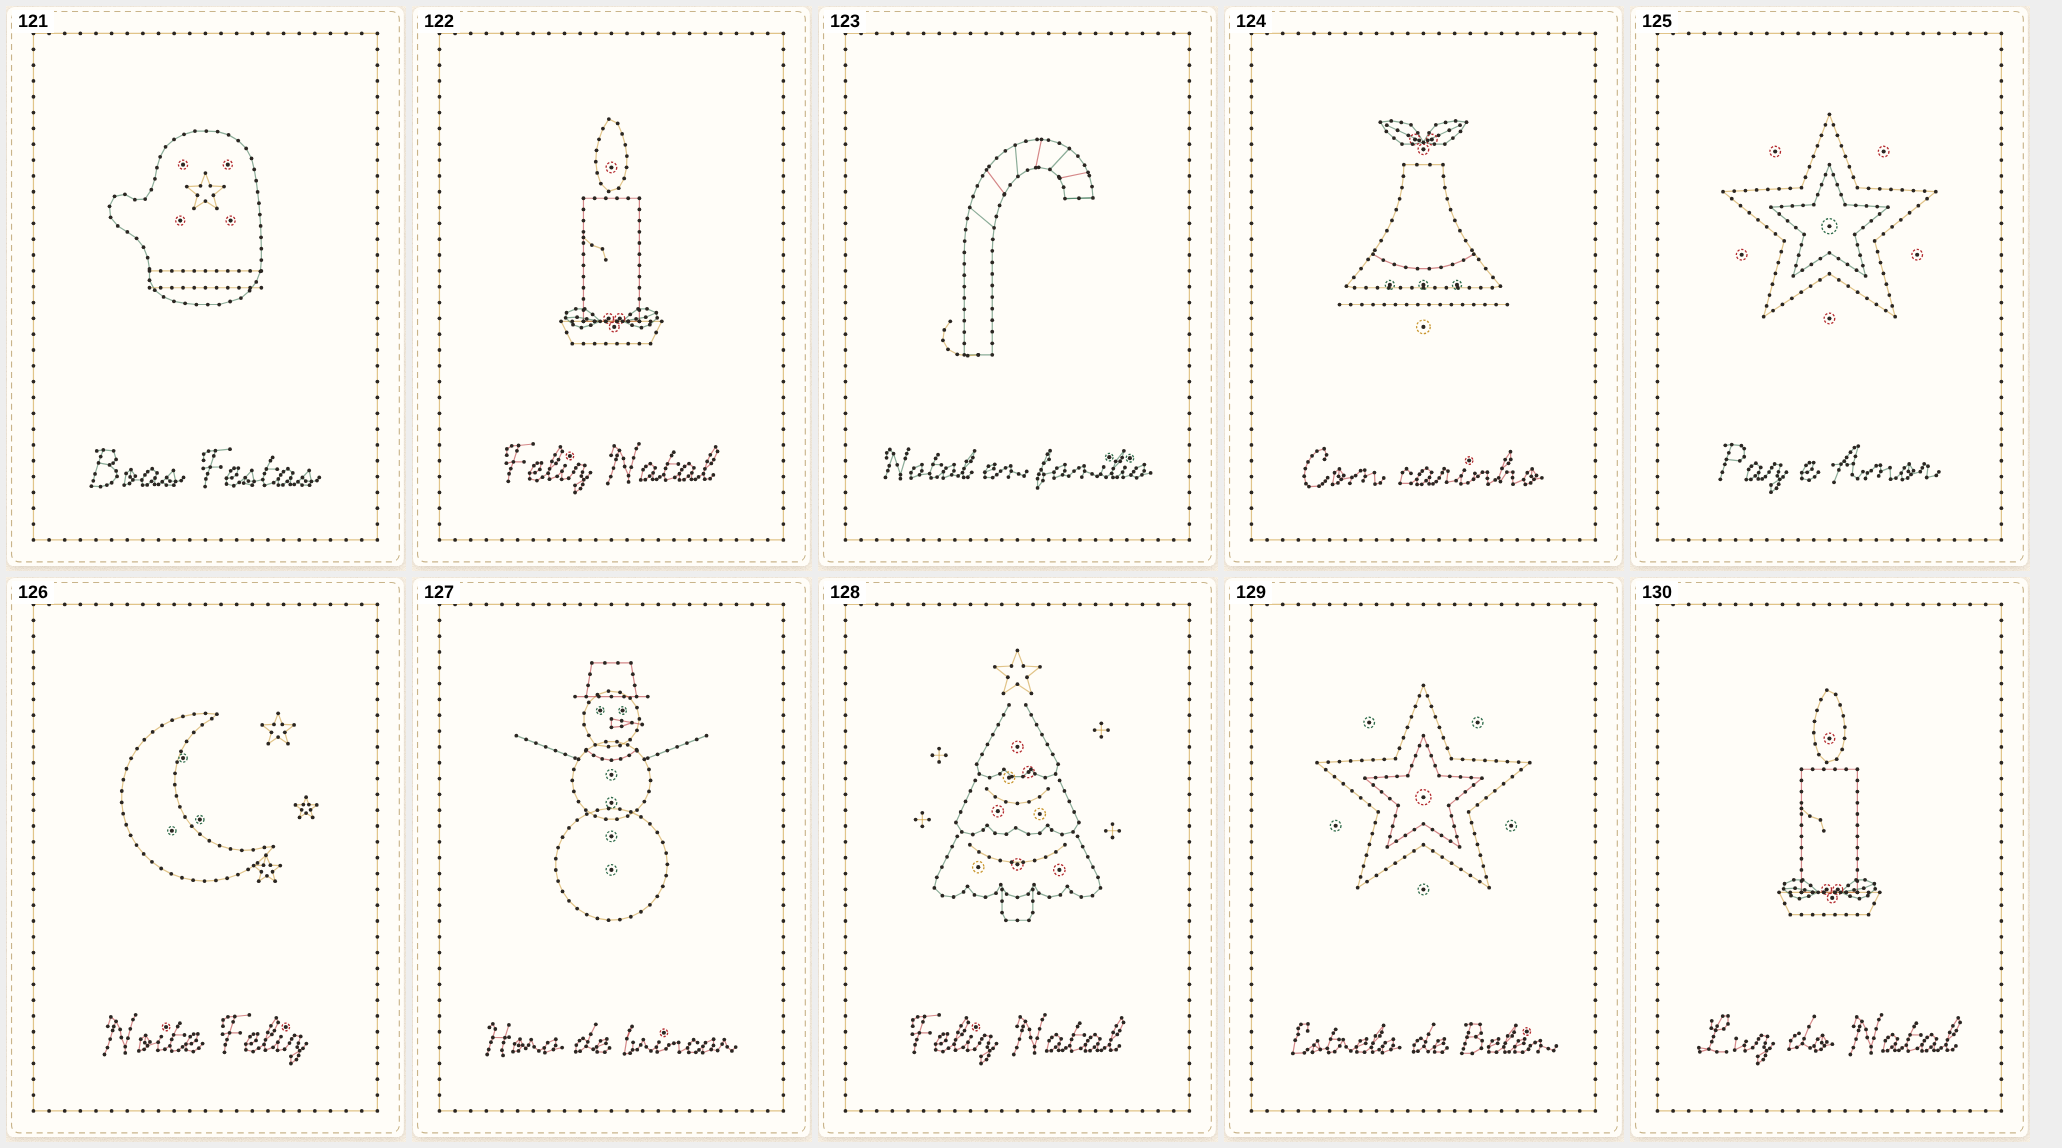 121
Boas Festas
122
Feliz Natal
123
Natal em família
124
Com carinho
125
Paz e Amor
126
Noite Feliz
127
Hora de brincar
128
Feliz Natal
129
Estrela de Belém
130
Luz do Natal